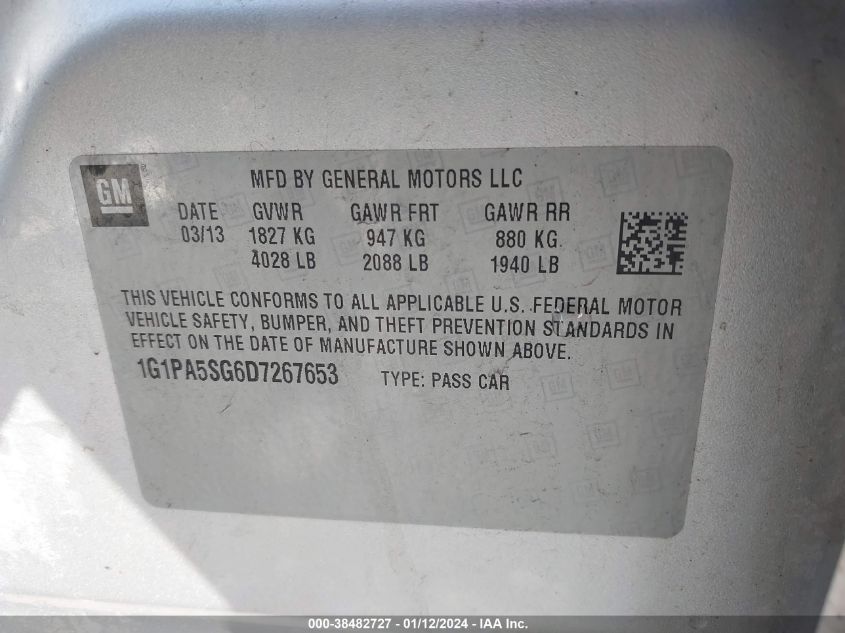 GM
MFD BY GENERAL MOTORS LLC
DATE GVWR GAWR FRT GAWR RR
03/13 1827 KG 947 KG 880 KG
4028 LB 2088 LB 1940 LB
THIS VEHICLE CONFORMS TO ALL APPLICABLE U.S. FEDERAL MOTOR
VEHICLE SAFETY, BUMPER, AND THEFT PREVENTION STANDARDS IN
EFFECT ON THE DATE OF MANUFACTURE SHOWN ABOVE.
1G1PA5SG6D7267653 TYPE: PASS CAR
000-38482727 - 01/12/2024 - IAA Inc.